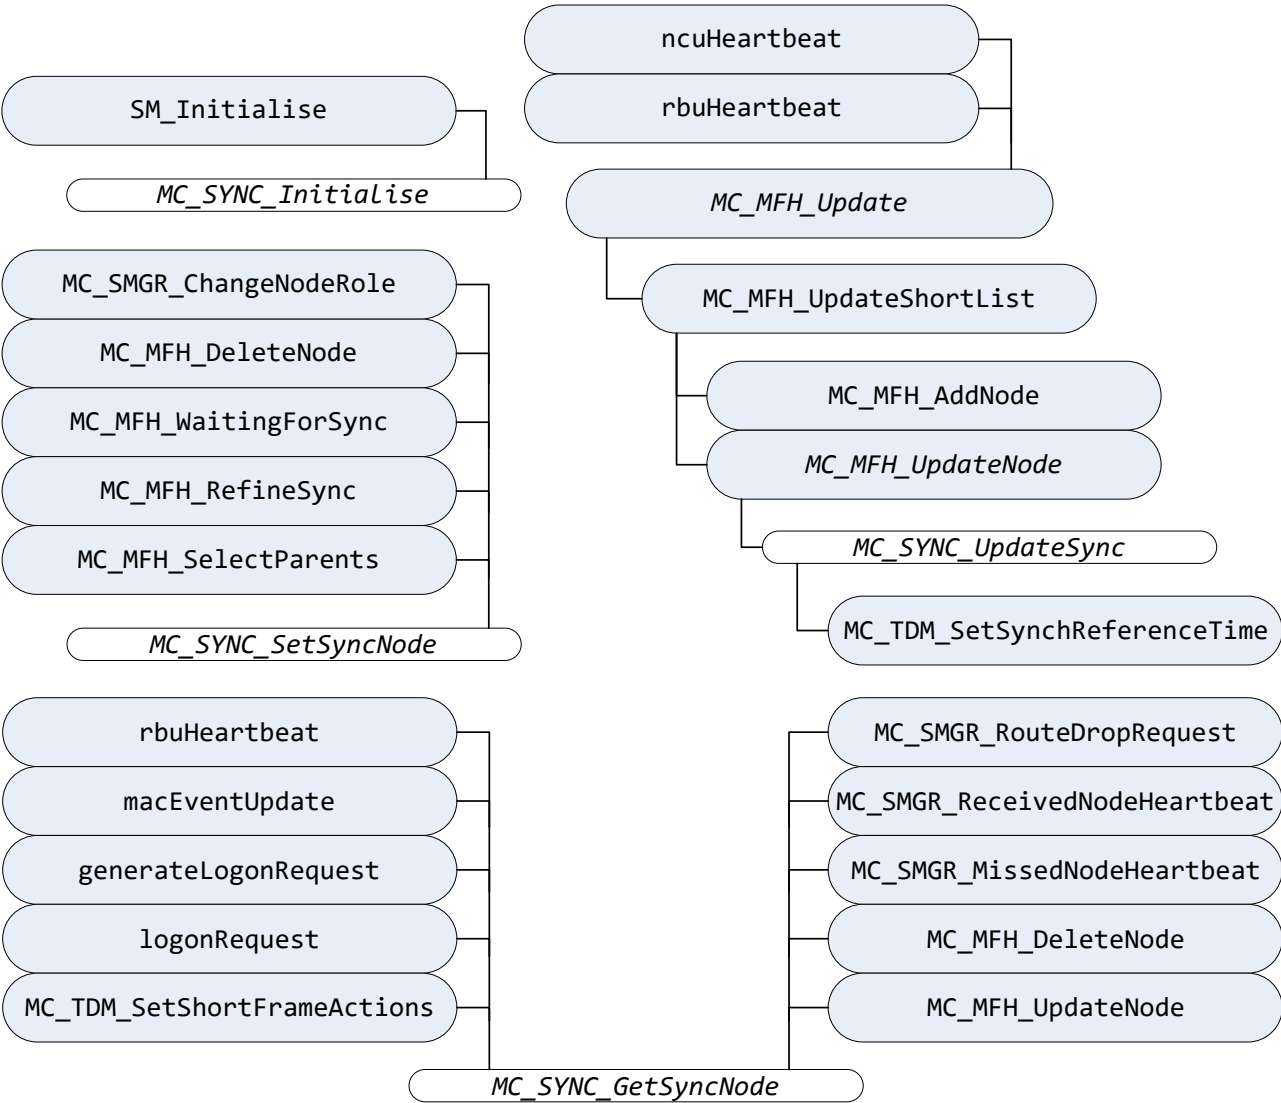 SM_Initialise
MC_SYNC_Initialise
ncuHeartbeat
rbuHeartbeat
MC_MFH_Update
MC_MFH_UpdateShortList
MC_MFH_AddNode
MC_MFH_UpdateNode
MC_SYNC_UpdateSync
MC_TDM_SetSynchReferenceTime
MC_SMGR_ChangeNodeRole
MC_MFH_DeleteNode
MC_MFH_WaitingForSync
MC_MFH_RefineSync
MC_MFH_SelectParents
MC_SYNC_SetSyncNode
rbuHeartbeat
macEventUpdate
generateLogonRequest
logonRequest
MC_TDM_SetShortFrameActions
MC_SMGR_RouteDropRequest
MC_SMGR_ReceivedNodeHeartbeat
MC_SMGR_MissedNodeHeartbeat
MC_MFH_DeleteNode
MC_MFH_UpdateNode
MC_SYNC_GetSyncNode